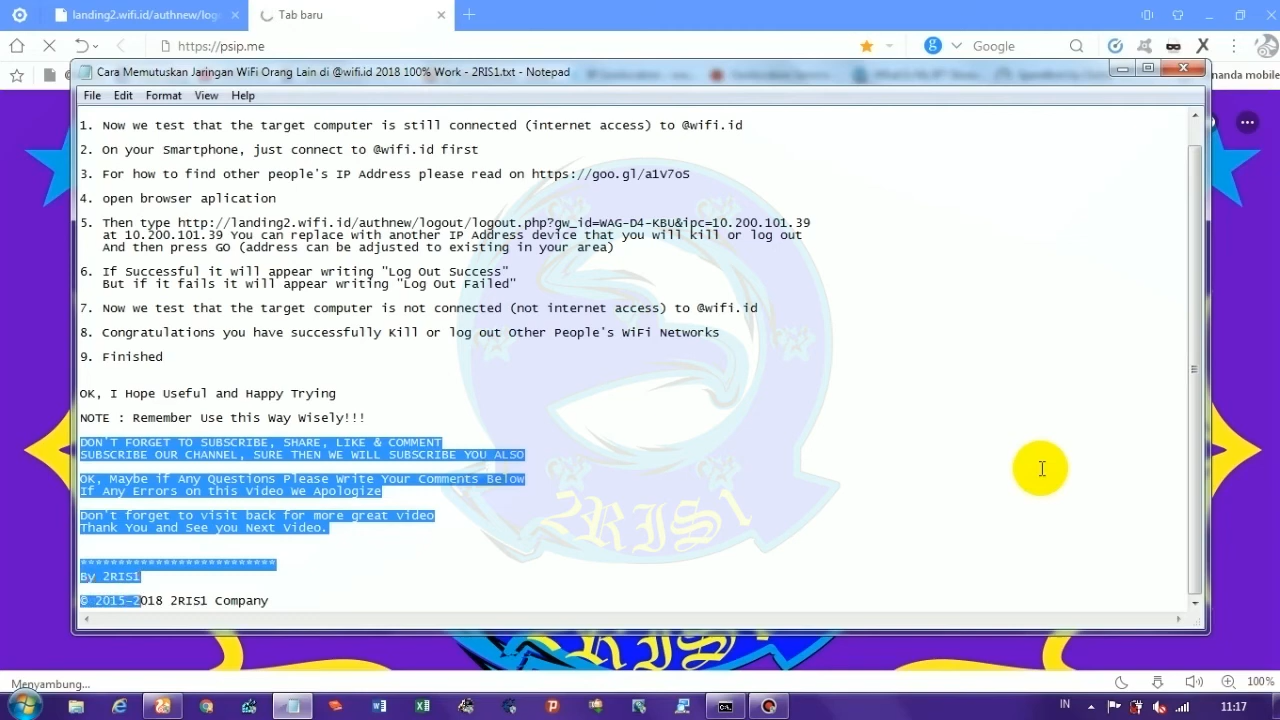 landing2.wifi.id/authnew/logo
Tab baru
https://psip.me
Google
Cara Memutuskan Jaringan WiFi Orang Lain di @wifi.id 2018 100% Work - 2RIS1.txt - Notepad
nanda mobile
File Edit Format View Help
1. Now we test that the target computer is still connected (internet access) to @wifi.id
2. On your Smartphone, just connect to @wifi.id first
3. For how to find other people's IP Address please read on https://goo.gl/a1V7oS
4. open browser aplication
5. Then type http://landing2.wifi.id/authnew/logout/logout.php?gw_id=WAG-D4-KBU&ipc=10.200.101.39
at 10.200.101.39 You can replace with another IP Address device that you will kill or log out
And then press GO (address can be adjusted to existing in your area)
6. If Successful it will appear writing "Log Out Success"
But if it fails it will appear writing "Log Out Failed"
7. Now we test that the target computer is not connected (not internet access) to @wifi.id
8. Congratulations you have successfully Kill or log out Other People's WiFi Networks
9. Finished
OK, I Hope Useful and Happy Trying
NOTE : Remember Use this Way Wisely!!!
DON'T FORGET TO SUBSCRIBE, SHARE, LIKE & COMMENT
SUBSCRIBE OUR CHANNEL, SURE THEN WE WILL SUBSCRIBE YOU ALSO
OK, Maybe if Any Questions Please Write Your Comments Below
If Any Errors on this Video We Apologize
Don't forget to visit back for more great video
Thank You and See you Next Video.
**************************
By 2RIS1
© 2015-2018 2RIS1 Company
2RIS1
Menyambung...
100%
IN
11:17